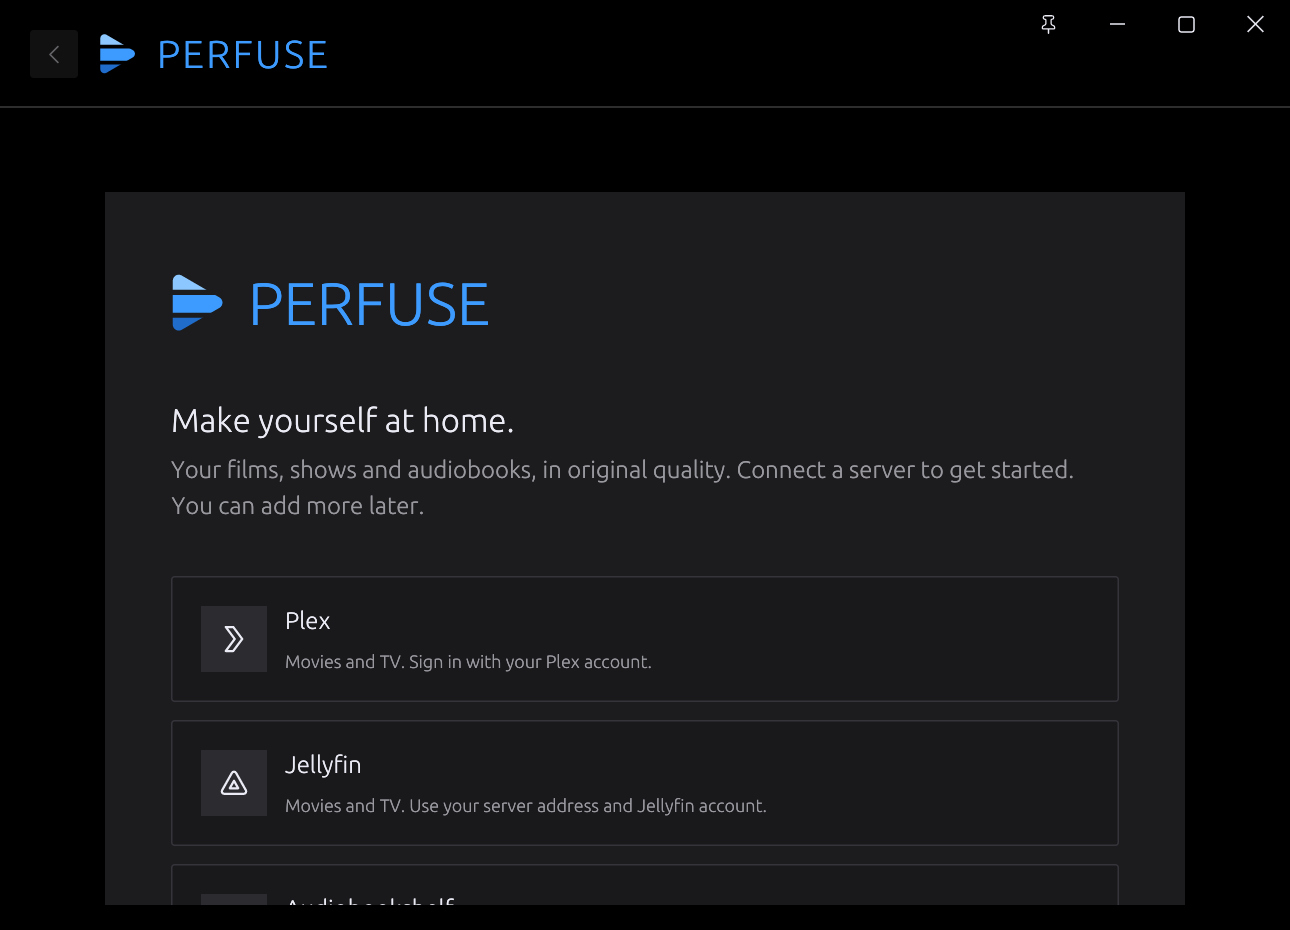 PERFUSE
PERFUSE
Make yourself at home.
Your films, shows and audiobooks, in original quality. Connect a server to get started.
You can add more later.
Plex
Movies and TV. Sign in with your Plex account.
Jellyfin
Movies and TV. Use your server address and Jellyfin account.
Audiobookshelf